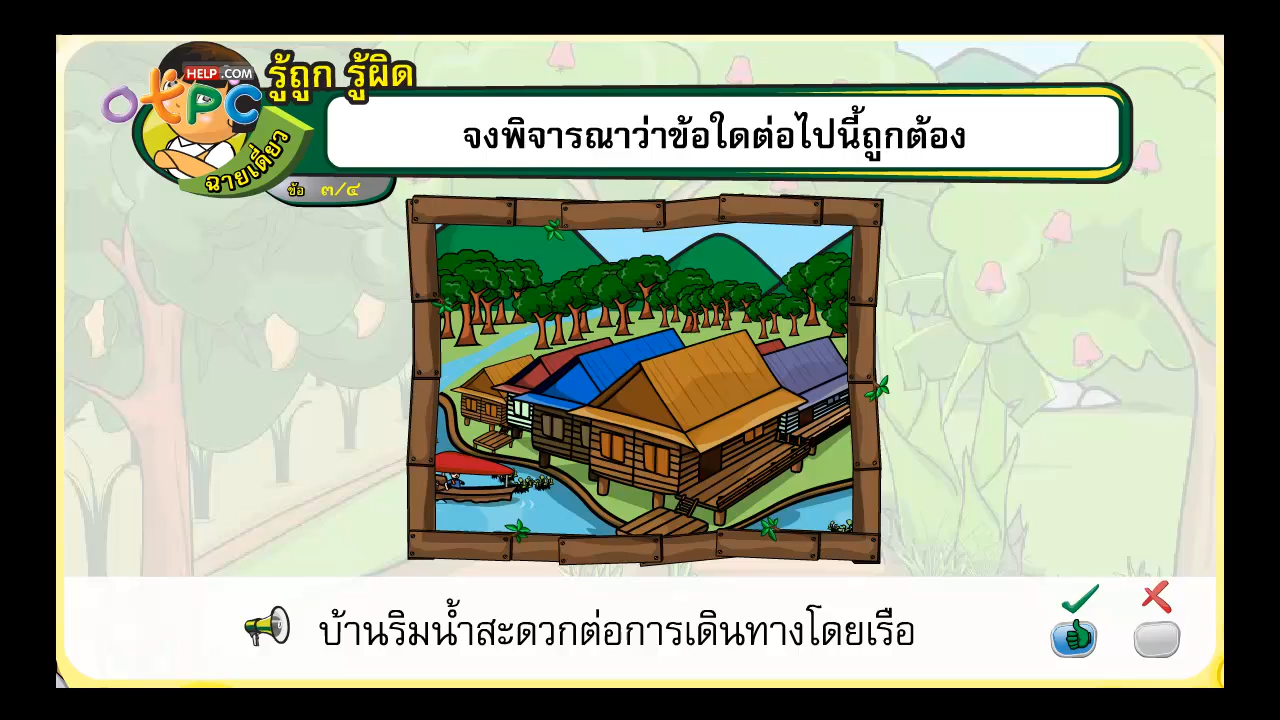 รู้ถูก รู้ผิด
HELP.COM
OTPC
ฉายเดี่ยว
จงพิจารณาว่าข้อใดต่อไปนี้ถูกต้อง
ข้อ ๓/๔
บ้านริมน้ำสะดวกต่อการเดินทางโดยเรือ